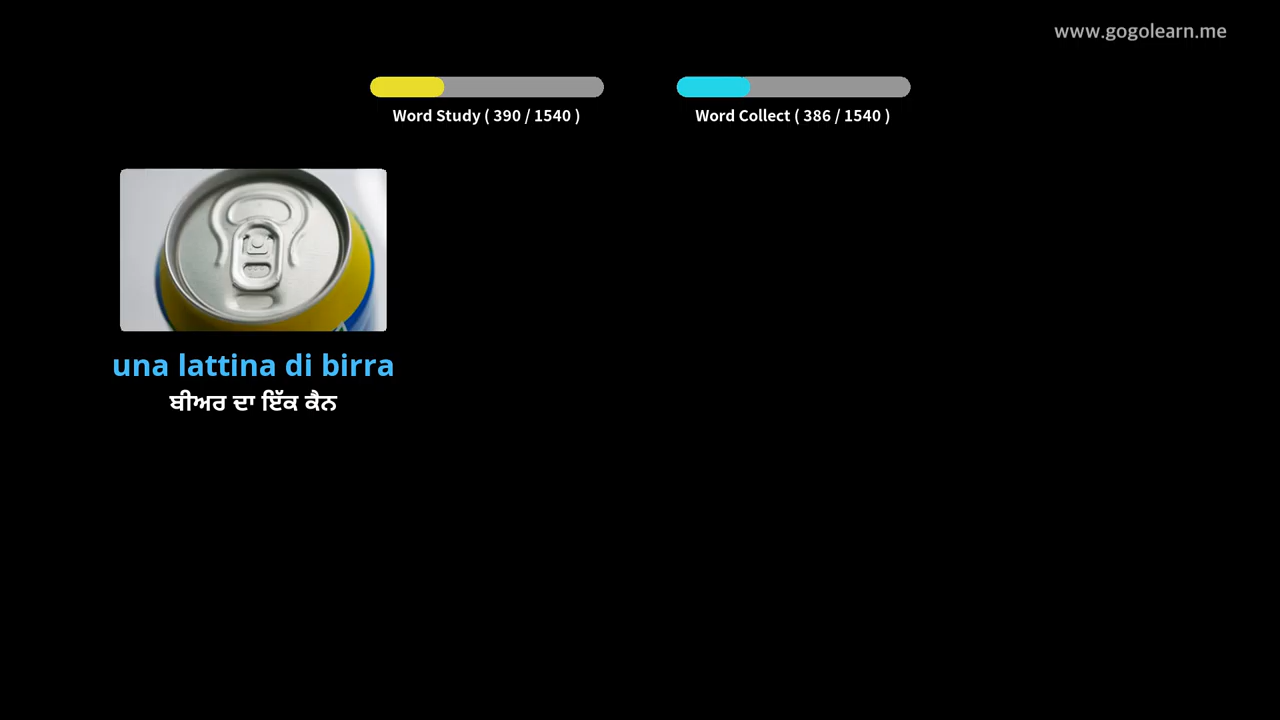 www.gogolearn.me
Word Study ( 390 / 1540 )
Word Collect ( 386 / 1540 )
una lattina di birra
ਬੀਅਰ ਦਾ ਇੱਕ ਕੈਨ